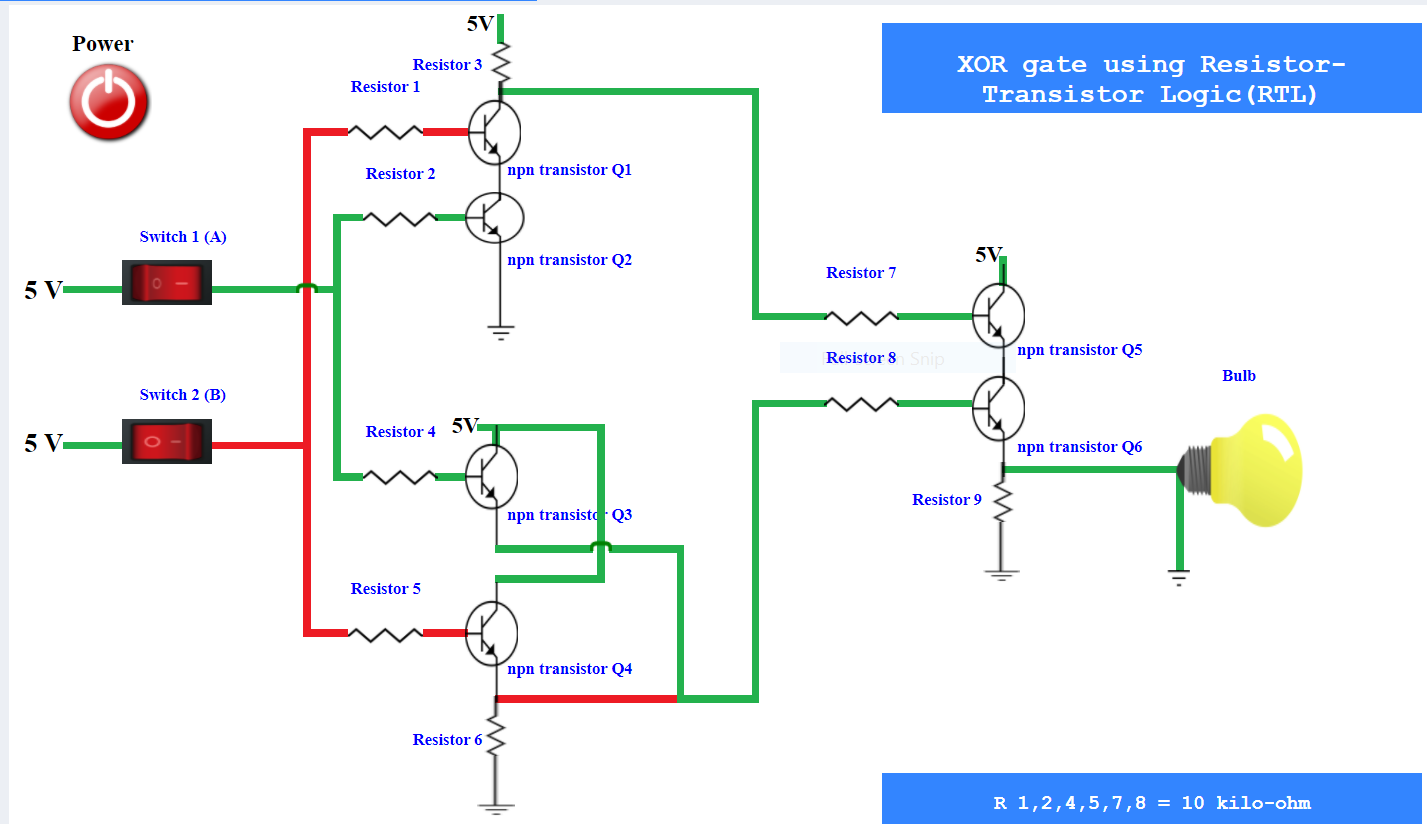 Power
5V
XOR gate using Resistor-
Transistor Logic(RTL)
Resistor 3
Resistor 1
npn transistor Q1
Resistor 2
Switch 1 (A)
npn transistor Q2
5V
5 V
Resistor 7
npn transistor Q5
Resistor 8
Snip
Bulb
Switch 2 (B)
5 V
Resistor 4
5V
npn transistor Q6
Resistor 9
npn transistor Q3
Resistor 5
npn transistor Q4
Resistor 6
R 1,2,4,5,7,8 = 10 kilo-ohm